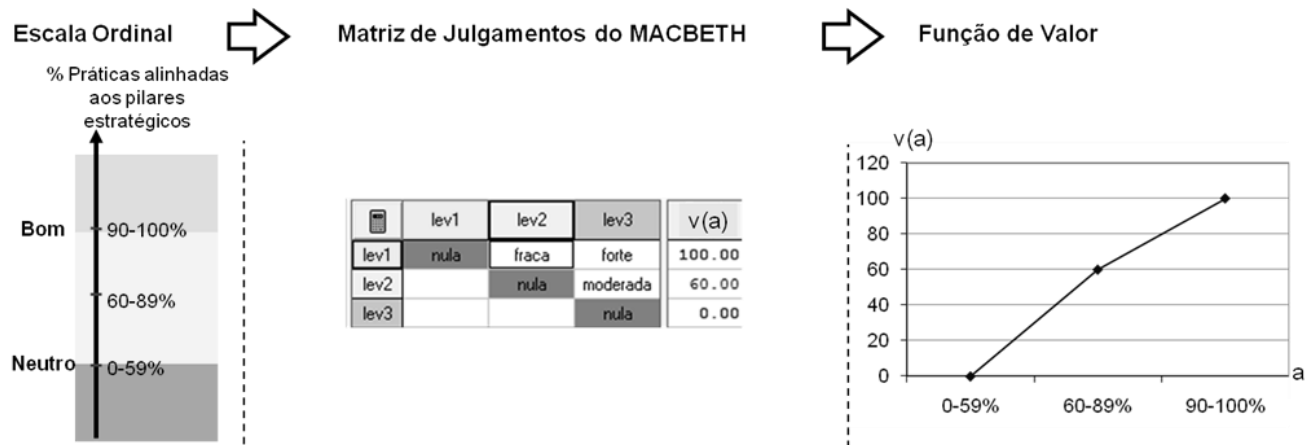 Escala Ordinal
Matriz de Julgamentos do MACBETH
Função de Valor
% Práticas alinhadas
aos pilares
estratégicos
Bom
90-100%
60-89%
Neutro
0-59%
lev1 lev2 lev3 v(a)
lev1 nula fraca forte 100.00
lev2 nula moderada 60.00
lev3 nula 0.00
v(a)
120
100
80
60
40
20
0
a
0-59% 60-89% 90-100%